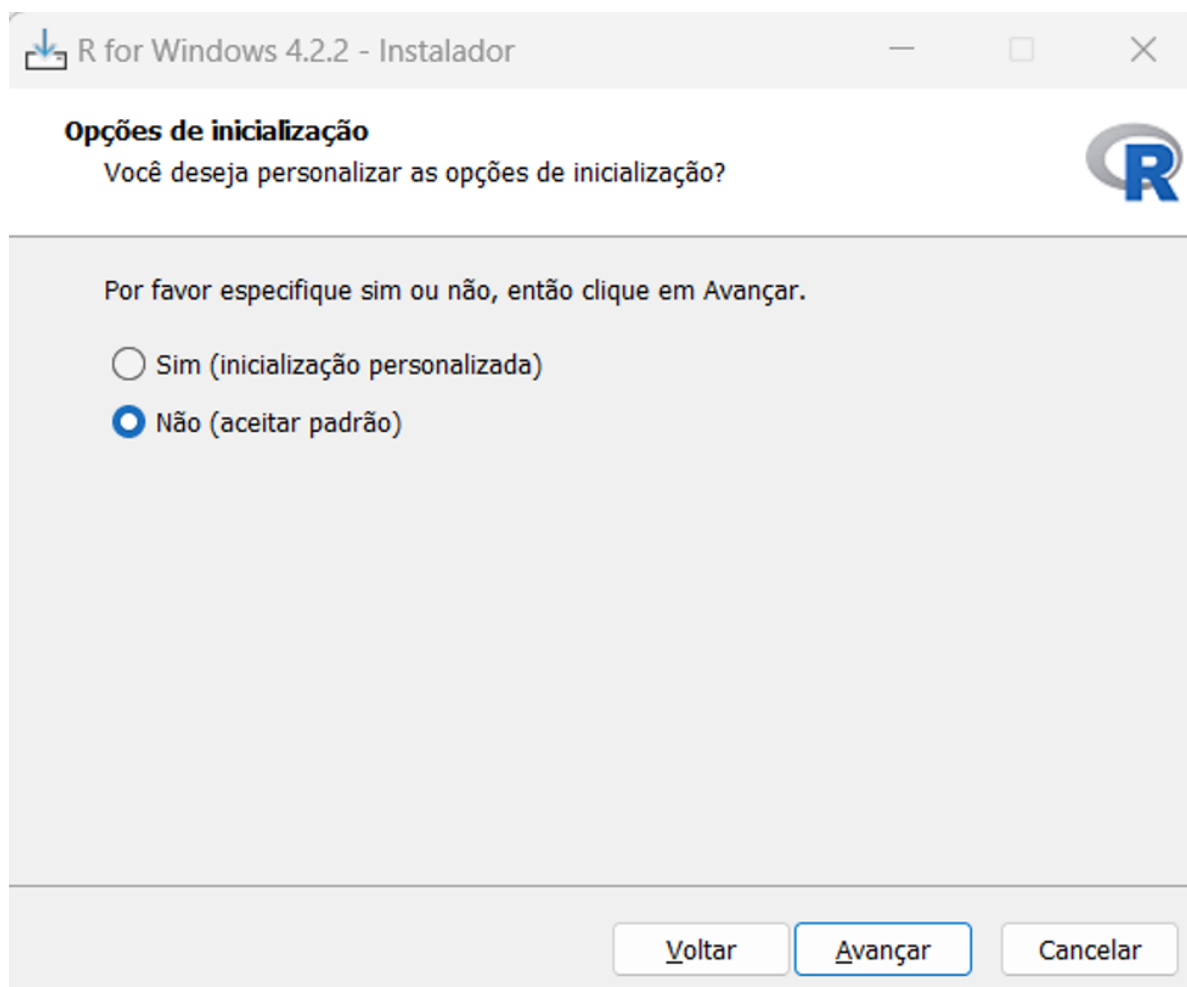 R for Windows 4.2.2 - Instalador
Opções de inicialização
Você deseja personalizar as opções de inicialização?
R
Por favor especifique sim ou não, então clique em Avançar.
Sim (inicialização personalizada)
Não (aceitar padrão)
Voltar Avançar Cancelar